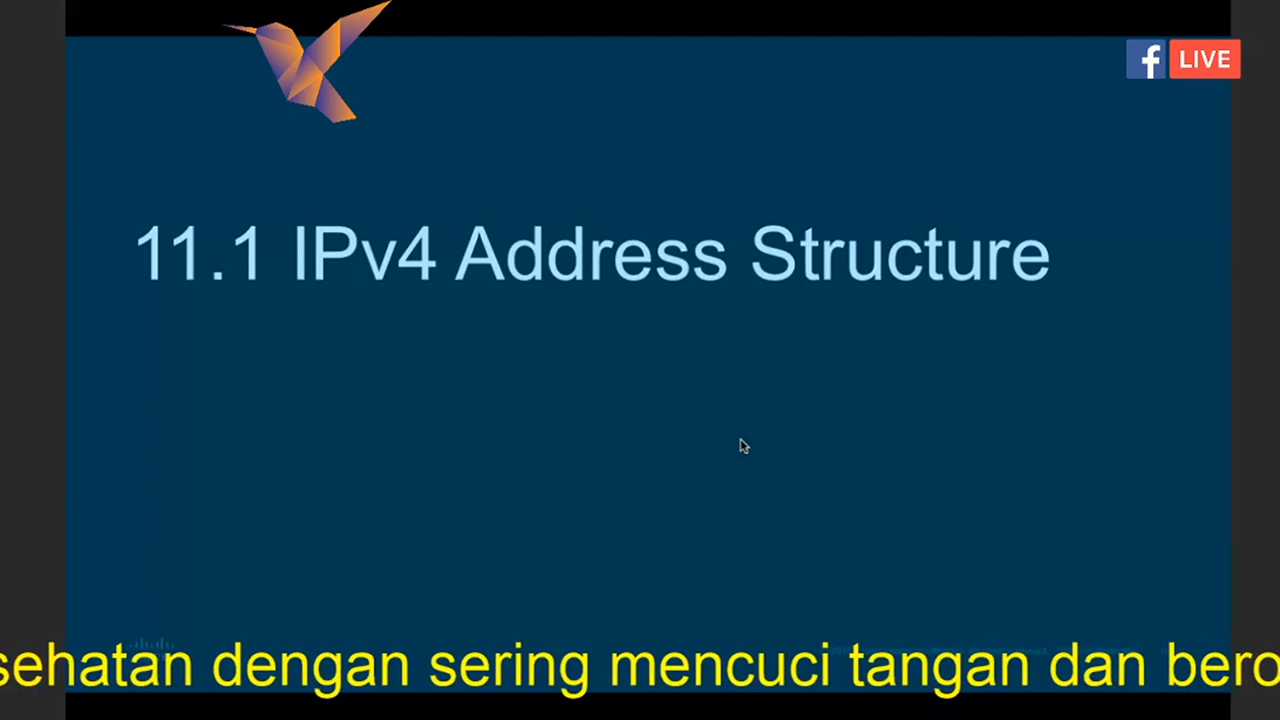 f LIVE
11.1 IPv4 Address Structure
sehatan dengan sering mencuci tangan dan bero